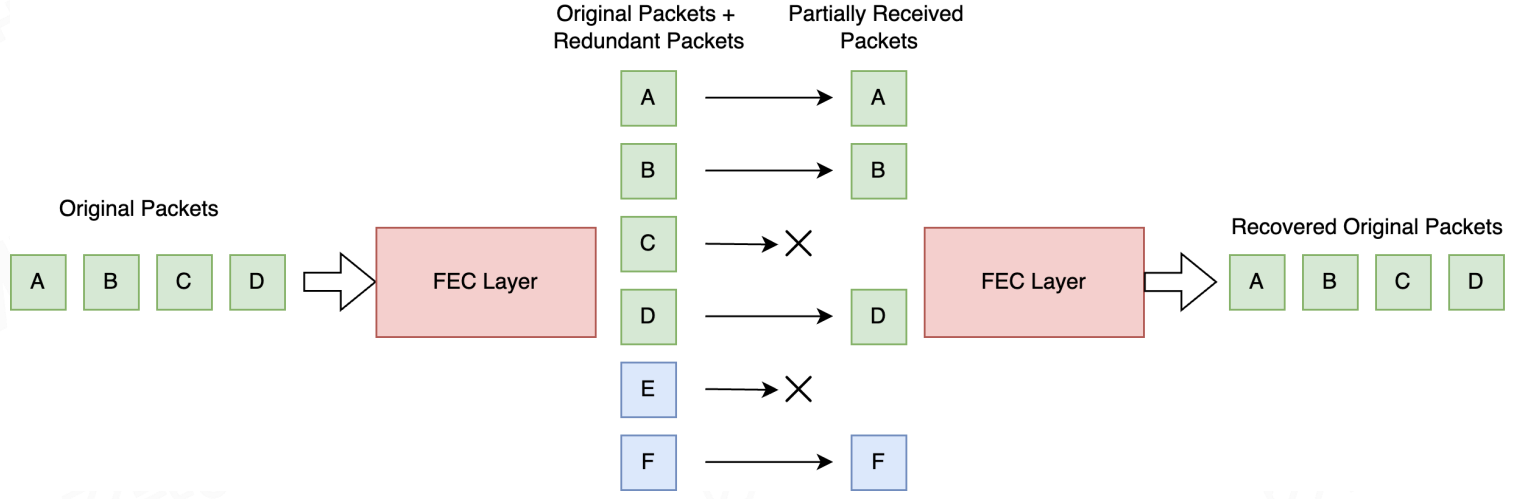 Original Packets +
Redundant Packets
Partially Received
Packets
Original Packets
A B C D
FEC Layer
A
B
C
D
E
F
A
B
D
F
FEC Layer
Recovered Original Packets
A B C D